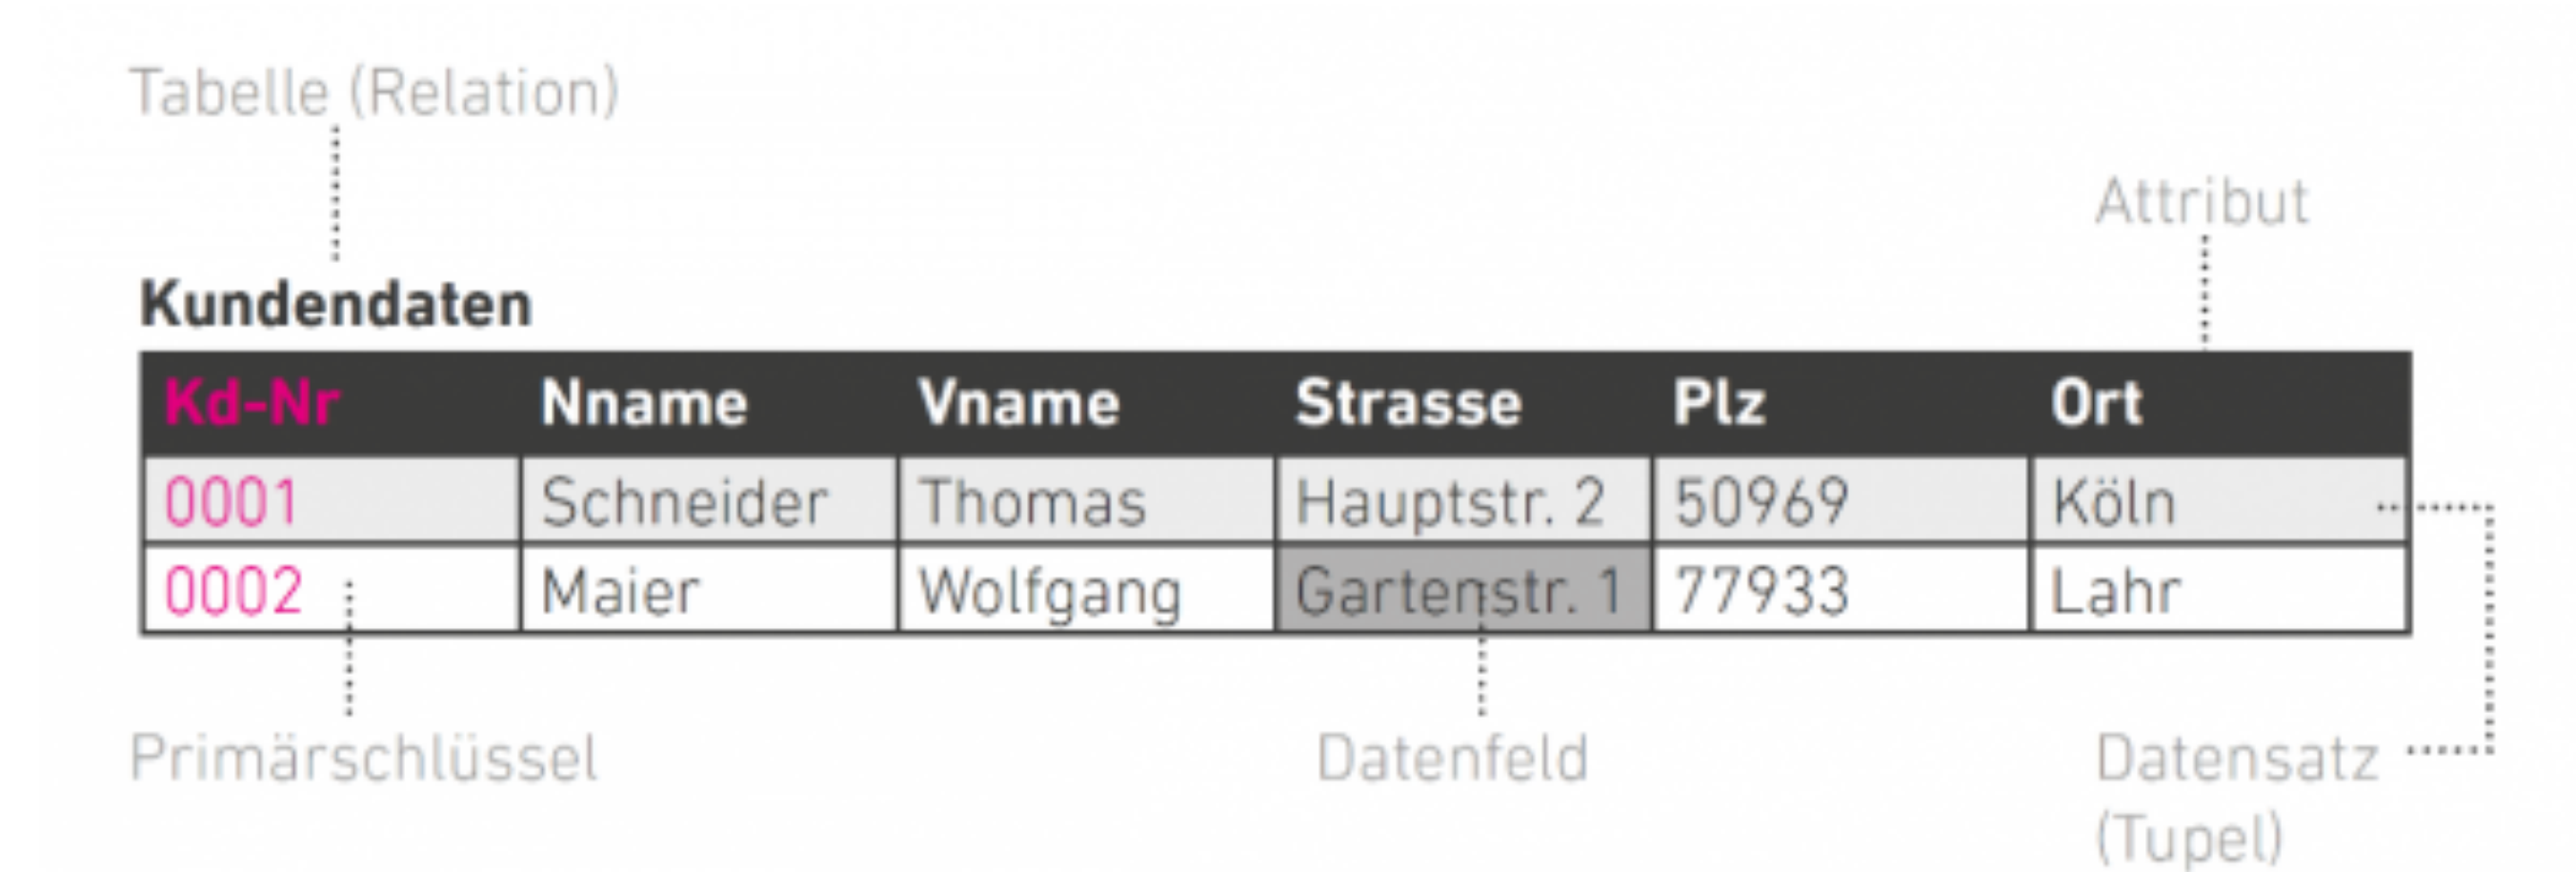 Tabelle (Relation)
Attribut
Kundendaten
Kd-Nr Nname Vname Strasse Plz Ort
0001 Schneider Thomas Hauptstr. 2 50969 Köln
0002 Maier Wolfgang Gartenstr. 1 77933 Lahr
Primärschlüssel Datenfeld Datensatz
(Tupel)